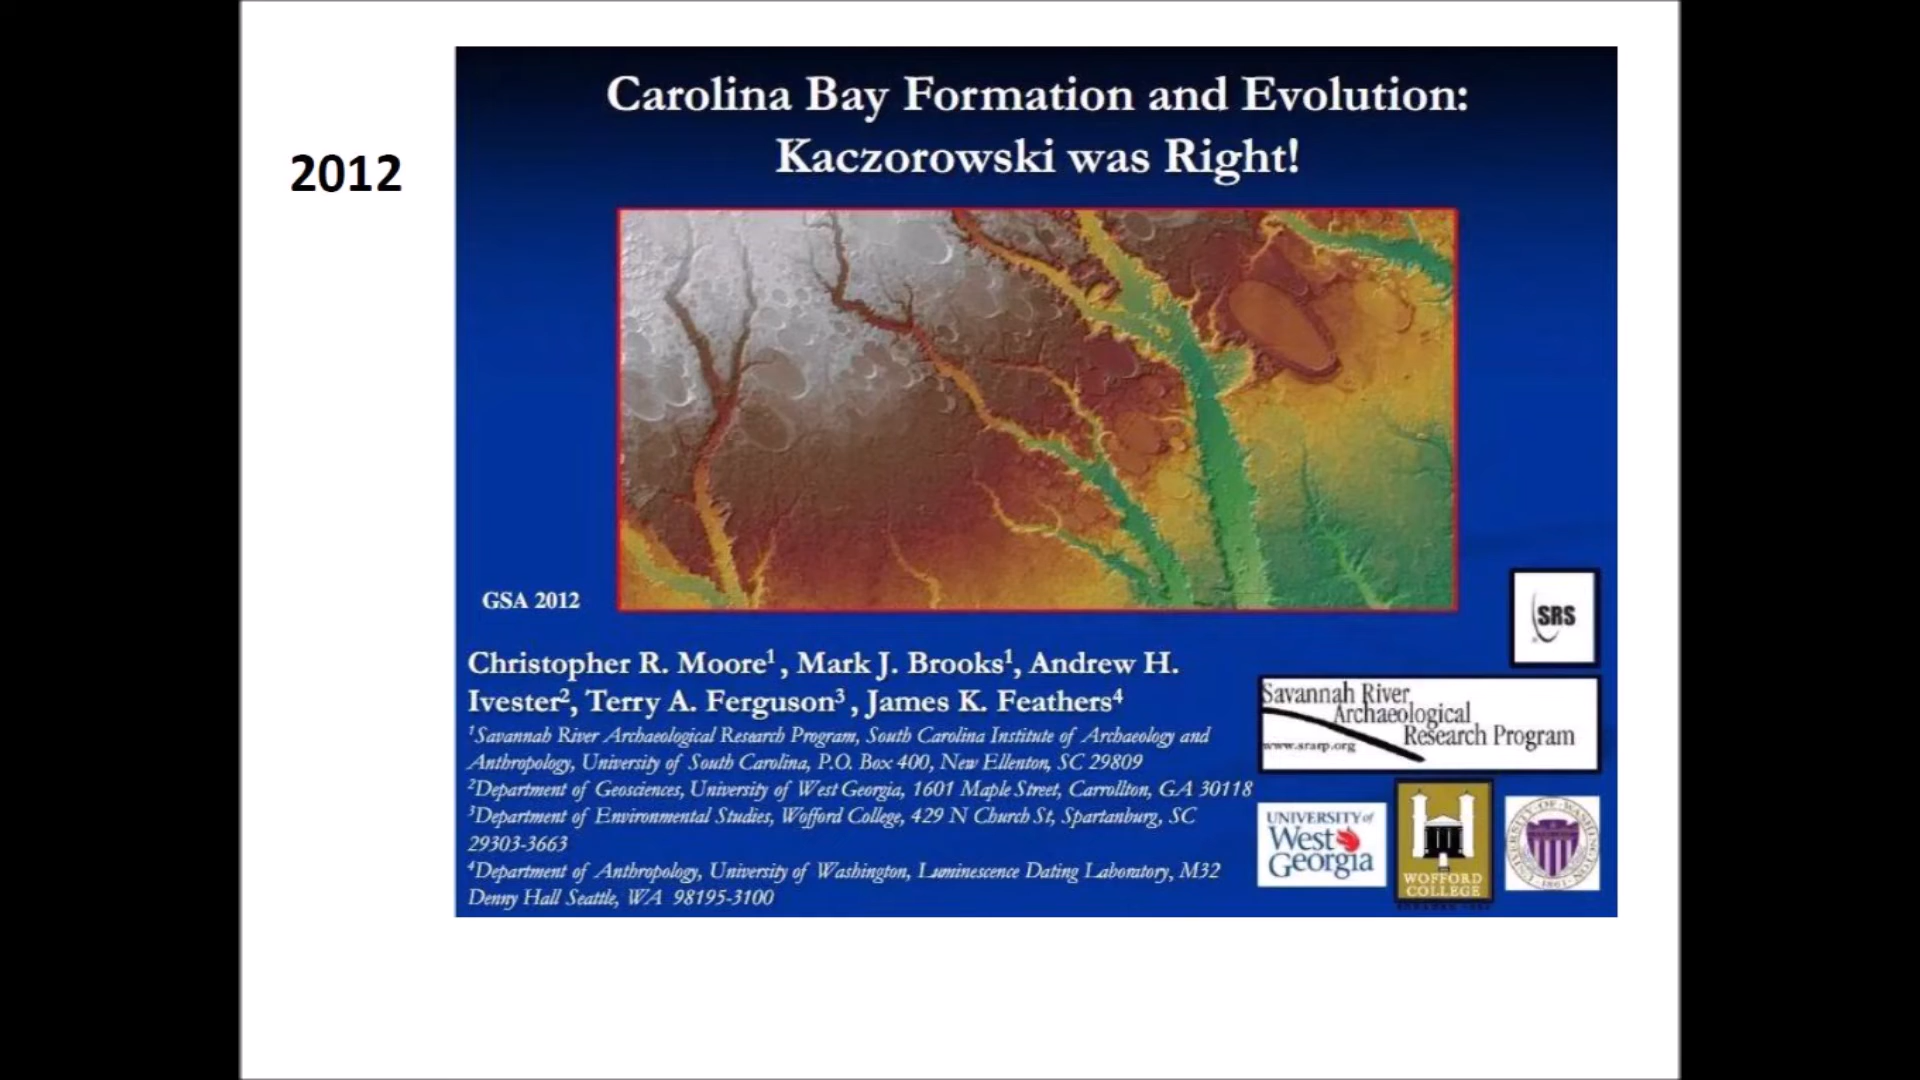 2012
Carolina Bay Formation and Evolution:
Kaczorowski was Right!
GSA 2012
Christopher R. Moore¹, Mark J. Brooks¹, Andrew H.
Ivester², Terry A. Ferguson³, James K. Feathers⁴
¹Savannah River Archaeological Research Program, South Carolina Institute of Archaeology and
Anthropology, University of South Carolina, P.O. Box 400, New Ellenton, SC 29809
²Department of Geosciences, University of West Georgia, 1601 Maple Street, Carrollton, GA 30118
³Department of Environmental Studies, Wofford College, 429 N Church St, Spartanburg, SC
29303-3663
⁴Department of Anthropology, University of Washington, Luminescence Dating Laboratory, M32
Denny Hall Seattle, WA 98195-3100
SRS
Savannah River
Archaeological
Research Program
www.srarp.org
UNIVERSITY of
West
Georgia
WOFFORD
COLLEGE
1861